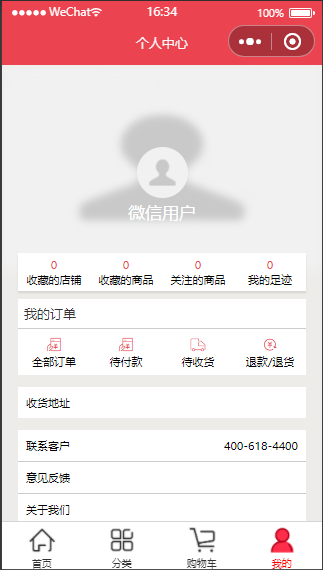 WeChat 16:34 100%
个人中心
微信用户
0 0 0 0
收藏的店铺 收藏的商品 关注的商品 我的足迹
我的订单
全部订单 待付款 待收货 退款/退货
收货地址
联系客户 400-618-4400
意见反馈
关于我们
首页 分类 购物车 我的